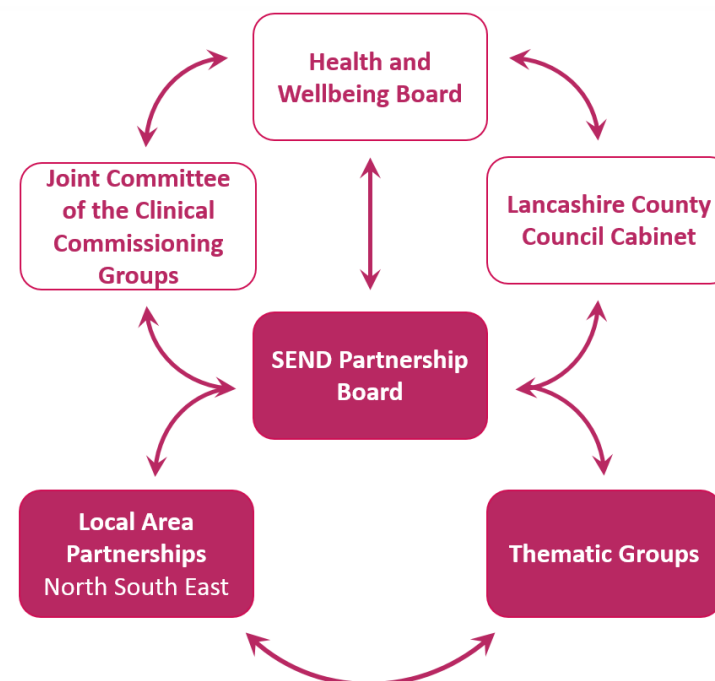 Health and
Wellbeing Board
Joint Committee
of the Clinical
Commissioning
Groups
Lancashire County
Council Cabinet
SEND Partnership
Board
Local Area
Partnerships
North South East
Thematic Groups